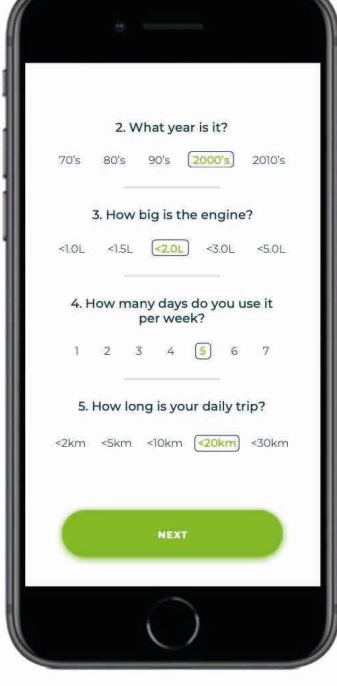 2. What year is it?
70's 80's 90's 2000's 2010's
3. How big is the engine?
<1.0L <1.5L <2.0L <3.0L <5.0L
4. How many days do you use it
per week?
1 2 3 4 5 6 7
5. How long is your daily trip?
<2km <5km <10km <20km <30km
NEXT